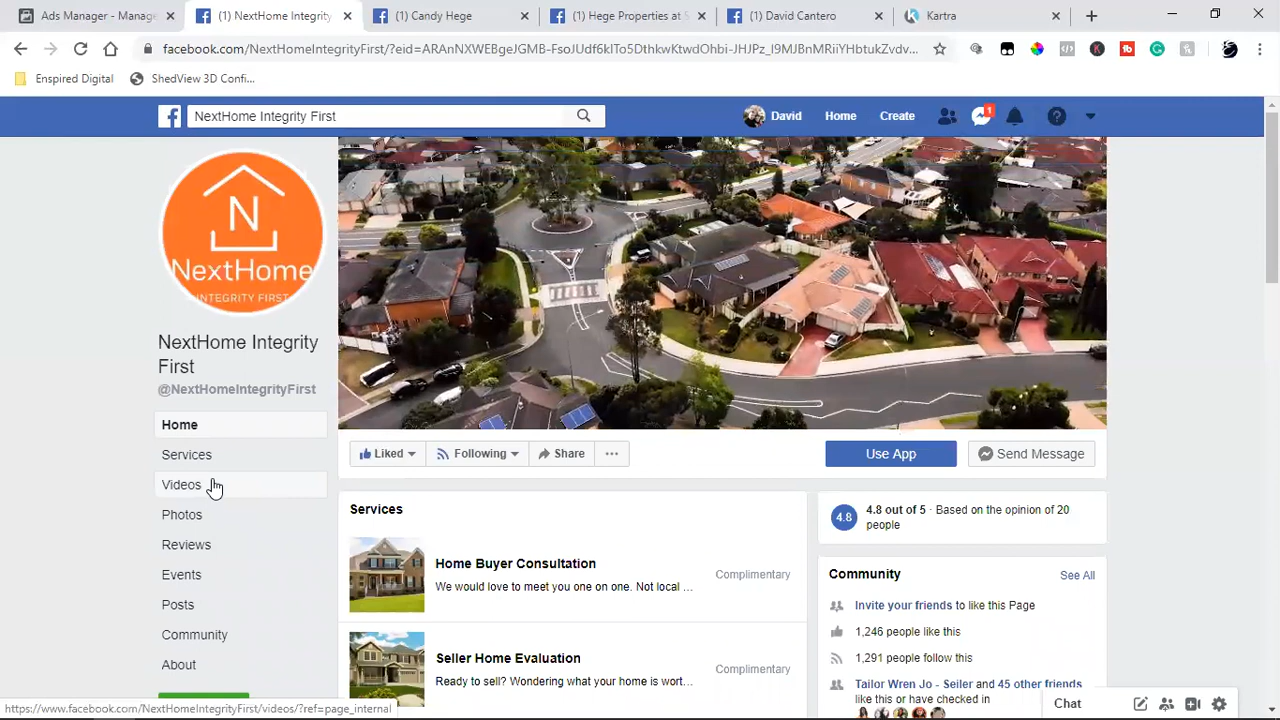 Ads Manager - Manage
(1) NextHome Integrity
(1) Candy Hege
(1) Hege Properties at S
(1) David Cantero
Kartra
facebook.com/NextHomeIntegrityFirst/?eid=
Enspired Digital
ShedView 3D Confi...
NextHome Integrity First
David
Home
Create
1
N
NextHome
INTEGRITY FIRST
NextHome Integrity
First
@NextHomeIntegrityFirst
Home
Services
Videos
Photos
Reviews
Events
Posts
Community
About
Liked
Following
Share
Use App
Send Message
Services
Home Buyer Consultation
We would love to meet you one on one. Not local ...
Complimentary
Seller Home Evaluation
Ready to sell? Wondering what your home is wort...
Complimentary
4.8
4.8 out of 5 · Based on the opinion of 20
people
Community
See All
Invite your friends to like this Page
1,246 people like this
1,291 people follow this
Tailor Wren Jo - Seiler and 45 other friends
like this or have checked in
Chat
https://www.facebook.com/NextHomeIntegrityFirst/videos/?ref=page_internal